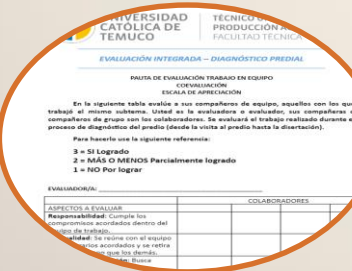 UNIVERSIDAD
CATÓLICA DE
TEMUCO
TÉCNICO
PRODUCCIÓN
FACULTAD TÉCNICA
EVALUACIÓN INTEGRADA – DIAGNÓSTICO PREDIAL
PAUTA DE EVALUACIÓN TRABAJO EN EQUIPO
COEVALUACIÓN
ESCALA DE APRECIACIÓN
En la siguiente tabla evalúe a sus compañeros de equipo, aquellos con los que
trabajó el mismo subtema. Usted es la evaluadora o evaluador, sus compañeras
compañeros de grupo son los colaboradores. Se evaluará el trabajo realizado durante
proceso de diagnóstico del predio (desde la visita al predio hasta la disertación).
Para hacerlo use la siguiente referencia:
3 = SI Logrado
2 = MÁS O MENOS Parcialmente logrado
1 = NO Por lograr
EVALUADOR/A:
COLABORADORES
ASPECTOS A EVALUAR
Responsabilidad: Cumple los
compromisos acordados dentro del
equipo de trabajo.
Se reúne con el equipo
acordados y se retira
que los demás.
Busca